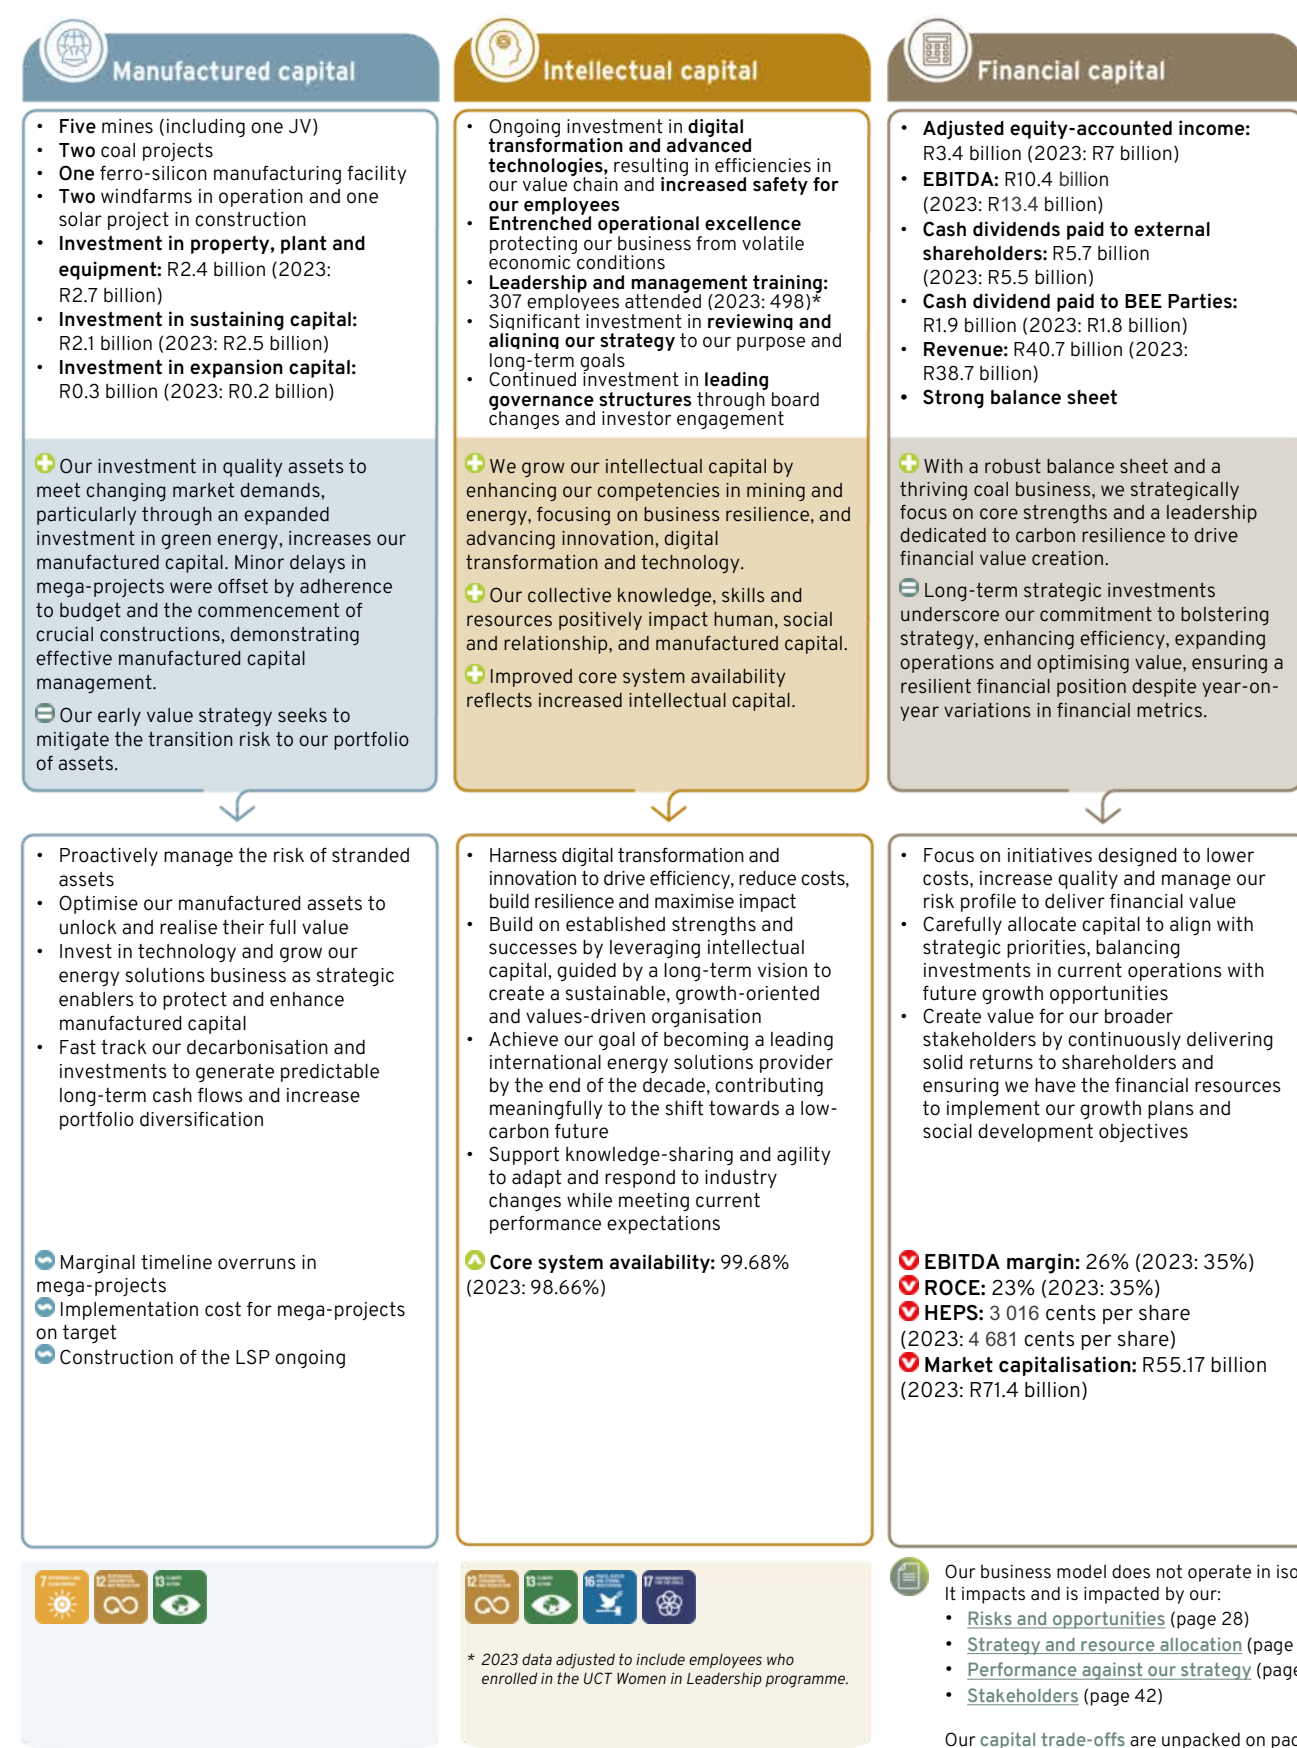 Manufactured capital
• Five mines (including one JV)
• Two coal projects
• One ferro-silicon manufacturing facility
• Two windfarms in operation and one
solar project in construction
• Investment in property, plant and
equipment: R2.4 billion (2023:
R2.7 billion)
• Investment in sustaining capital:
R2.1 billion (2023: R2.5 billion)
• Investment in expansion capital:
R0.3 billion (2023: R0.2 billion)
Our investment in quality assets to
meet changing market demands,
particularly through an expanded
investment in green energy, increases our
manufactured capital. Minor delays in
mega-projects were offset by adherence
to budget and the commencement of
crucial constructions, demonstrating
effective manufactured capital
management.
Our early value strategy seeks to
mitigate the transition risk to our portfolio
of assets.
• Proactively manage the risk of stranded
assets
• Optimise our manufactured assets to
unlock and realise their full value
• Invest in technology and grow our
energy solutions business as strategic
enablers to protect and enhance
manufactured capital
• Fast track our decarbonisation and
investments to generate predictable
long-term cash flows and increase
portfolio diversification
Marginal timeline overruns in
mega-projects
Implementation cost for mega-projects
on target
Construction of the LSP ongoing
7
12
13
Intellectual capital
• Ongoing investment in digital
transformation and advanced
technologies, resulting in efficiencies in
our value chain and increased safety for
our employees
• Entrenched operational excellence
protecting our business from volatile
economic conditions
• Leadership and management training:
307 employees attended (2023: 498)*
• Significant investment in reviewing and
aligning our strategy to our purpose and
long-term goals
• Continued investment in leading
governance structures through board
changes and investor engagement
We grow our intellectual capital by
enhancing our competencies in mining and
energy, focusing on business resilience, and
advancing innovation, digital
transformation and technology.
Our collective knowledge, skills and
resources positively impact human, social
and relationship, and manufactured capital.
Improved core system availability
reflects increased intellectual capital.
• Harness digital transformation and
innovation to drive efficiency, reduce costs,
build resilience and maximise impact
• Build on established strengths and
successes by leveraging intellectual
capital, guided by a long-term vision to
create a sustainable, growth-oriented
and values-driven organisation
• Achieve our goal of becoming a leading
international energy solutions provider
by the end of the decade, contributing
meaningfully to the shift towards a low-
carbon future
• Support knowledge-sharing and agility
to adapt and respond to industry
changes while meeting current
performance expectations
Core system availability: 99.68%
(2023: 98.66%)
12
13
16
17
* 2023 data adjusted to include employees who
enrolled in the UCT Women in Leadership programme.
Financial capital
• Adjusted equity-accounted income:
R3.4 billion (2023: R7 billion)
• EBITDA: R10.4 billion
(2023: R13.4 billion)
• Cash dividends paid to external
shareholders: R5.7 billion
(2023: R5.5 billion)
• Cash dividend paid to BEE Parties:
R1.9 billion (2023: R1.8 billion)
• Revenue: R40.7 billion (2023:
R38.7 billion)
• Strong balance sheet
With a robust balance sheet and a
thriving coal business, we strategically
focus on core strengths and a leadership
dedicated to carbon resilience to drive
financial value creation.
Long-term strategic investments
underscore our commitment to bolstering
strategy, enhancing efficiency, expanding
operations and optimising value, ensuring a
resilient financial position despite year-on-
year variations in financial metrics.
• Focus on initiatives designed to lower
costs, increase quality and manage our
risk profile to deliver financial value
• Carefully allocate capital to align with
strategic priorities, balancing
investments in current operations with
future growth opportunities
• Create value for our broader
stakeholders by continuously delivering
solid returns to shareholders and
ensuring we have the financial resources
to implement our growth plans and
social development objectives
EBITDA margin: 26% (2023: 35%)
ROCE: 23% (2023: 35%)
HEPS: 3 016 cents per share
(2023: 4 681 cents per share)
Market capitalisation: R55.17 billion
(2023: R71.4 billion)
Our business model does not operate in iso
It impacts and is impacted by our:
• Risks and opportunities (page 28)
• Strategy and resource allocation (page
• Performance against our strategy (page
• Stakeholders (page 42)
Our capital trade-offs are unpacked on pag